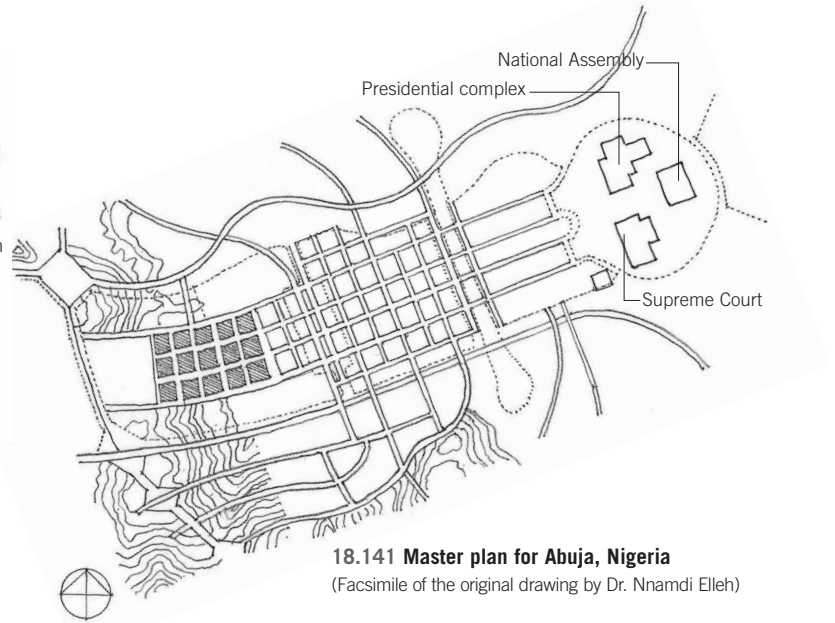 National Assembly
Presidential complex
Supreme Court
18.141 Master plan for Abuja, Nigeria
(Facsimile of the original drawing by Dr. Nnamdi Elleh)